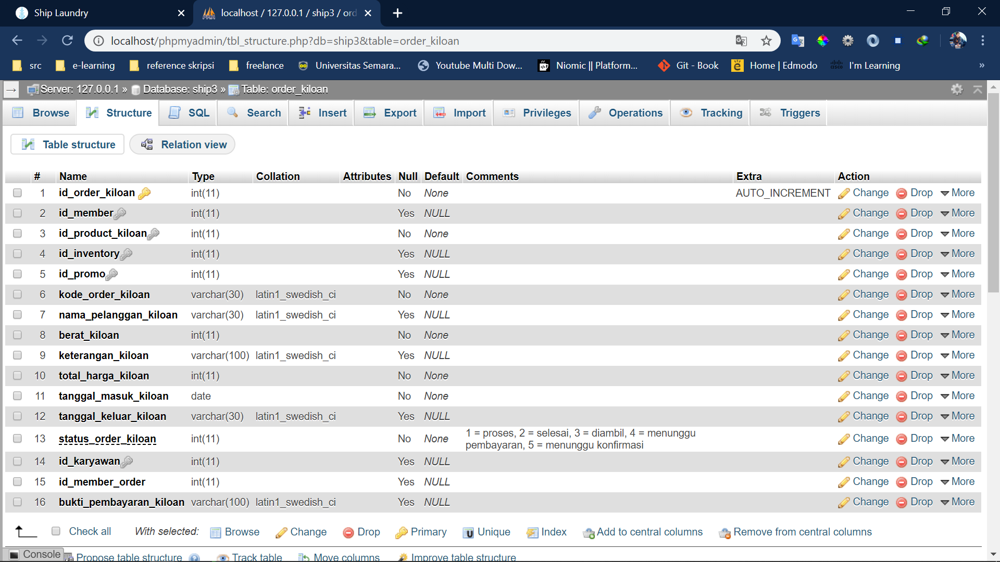 Ship Laundry
localhost / 127.0.0.1 / ship3 / ord
localhost/phpmyadmin/tbl_structure.php?db=ship3&table=order_kiloan
src e-learning reference skripsi freelance Universitas Semara... Youtube Multi Dow... Niomic || Platform... Git - Book Home | Edmodo I'm Learning »
Server: 127.0.0.1 » Database: ship3 » Table: order_kiloan
Browse Structure SQL Search Insert Export Import Privileges Operations Tracking Triggers
Table structure Relation view
# Name Type Collation Attributes Null Default Comments Extra Action
1 id_order_kiloan int(11) No None AUTO_INCREMENT Change Drop More
2 id_member int(11) Yes NULL Change Drop More
3 id_product_kiloan int(11) No None Change Drop More
4 id_inventory int(11) Yes NULL Change Drop More
5 id_promo int(11) Yes NULL Change Drop More
6 kode_order_kiloan varchar(30) latin1_swedish_ci No None Change Drop More
7 nama_pelanggan_kiloan varchar(30) latin1_swedish_ci Yes NULL Change Drop More
8 berat_kiloan int(11) No None Change Drop More
9 keterangan_kiloan varchar(100) latin1_swedish_ci Yes NULL Change Drop More
10 total_harga_kiloan int(11) No None Change Drop More
11 tanggal_masuk_kiloan date No None Change Drop More
12 tanggal_keluar_kiloan varchar(30) latin1_swedish_ci Yes NULL Change Drop More
13 status_order_kiloan int(11) No None 1 = proses, 2 = selesai, 3 = diambil, 4 = menunggu
pembayaran, 5 = menunggu konfirmasi Change Drop More
14 id_karyawan int(11) Yes NULL Change Drop More
15 id_member_order int(11) Yes NULL Change Drop More
16 bukti_pembayaran_kiloan varchar(100) latin1_swedish_ci Yes NULL Change Drop More
Check all With selected: Browse Change Drop Primary Unique Index Add to central columns Remove from central columns
Console Propose table structure Track table Move columns Improve table structure